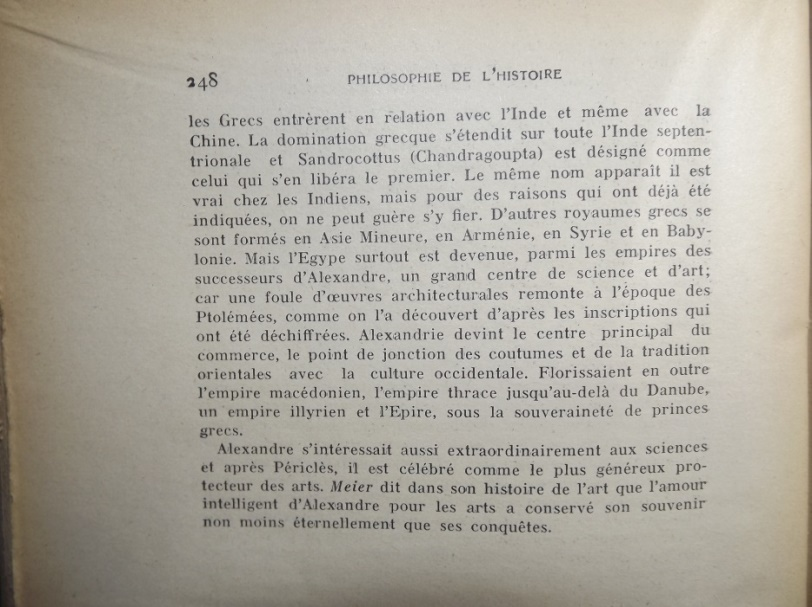 248 PHILOSOPHIE DE L'HISTOIRE
les Grecs entrèrent en relation avec l'Inde et même avec la
Chine. La domination grecque s'étendit sur toute l'Inde septen-
trionale et Sandrocottus (Chandragoupta) est désigné comme
celui qui s'en libéra le premier. Le même nom apparaît il est
vrai chez les Indiens, mais pour des raisons qui ont déjà été
indiquées, on ne peut guère s'y fier. D'autres royaumes grecs se
sont formés en Asie Mineure, en Arménie, en Syrie et en Baby-
lonie. Mais l'Egype surtout est devenue, parmi les empires des
successeurs d'Alexandre, un grand centre de science et d'art;
car une foule d'œuvres architecturales remonte à l'époque des
Ptolémées, comme on l'a découvert d'après les inscriptions qui
ont été déchiffrées. Alexandrie devint le centre principal du
commerce, le point de jonction des coutumes et de la tradition
orientales avec la culture occidentale. Florissaient en outre
l'empire macédonien, l'empire thrace jusqu'au-delà du Danube,
un empire illyrien et l'Epire, sous la souveraineté de princes
grecs.
Alexandre s'intéressait aussi extraordinairement aux sciences
et après Périclès, il est célébré comme le plus généreux pro-
tecteur des arts. Meier dit dans son histoire de l'art que l'amour
intelligent d'Alexandre pour les arts a conservé son souvenir
non moins éternellement que ses conquêtes.